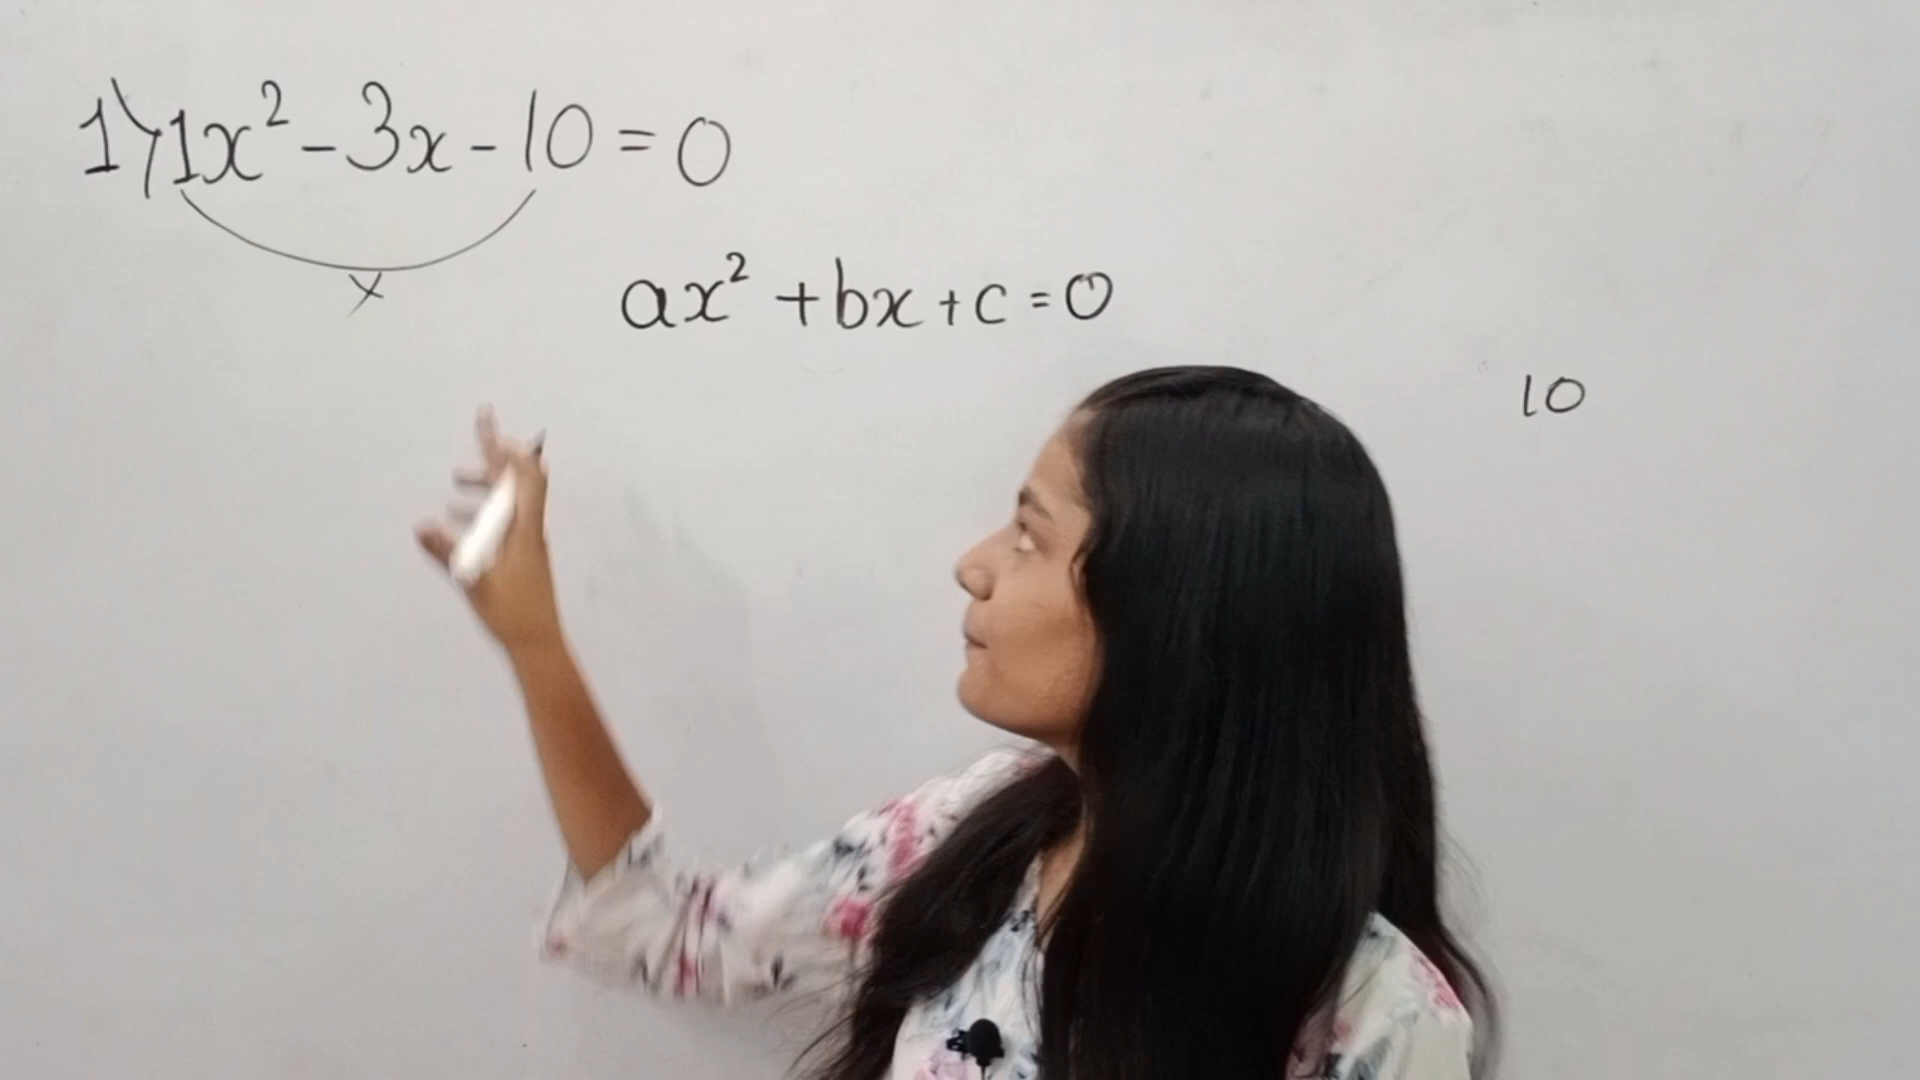 1) 1x² - 3x - 10 = 0
x
ax² + bx + c = 0
10